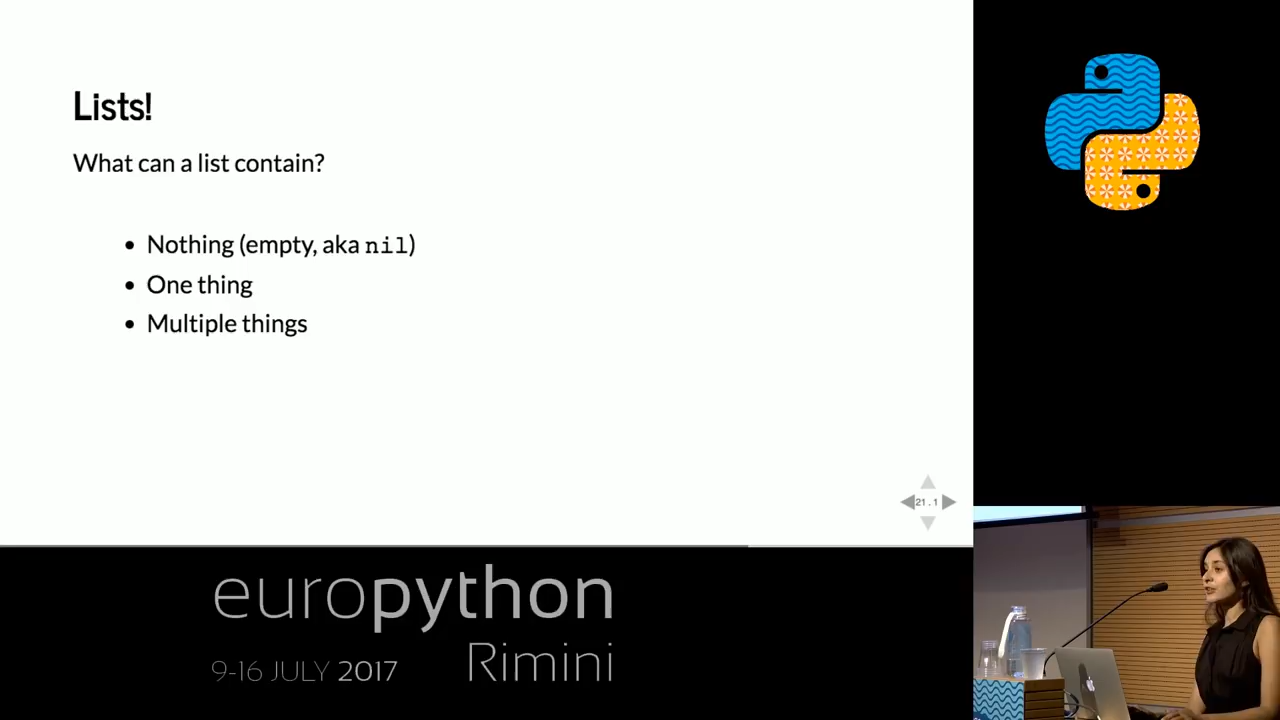 Lists!
What can a list contain?
Nothing (empty, aka nil)
One thing
Multiple things
21.1
europython
9-16 JULY 2017
Rimini